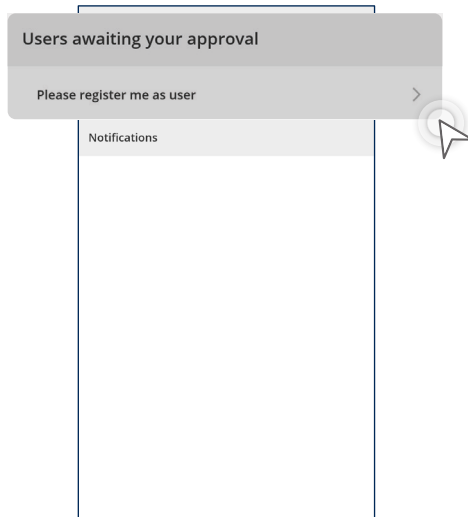 Users awaiting your approval
Please register me as user
Notifications